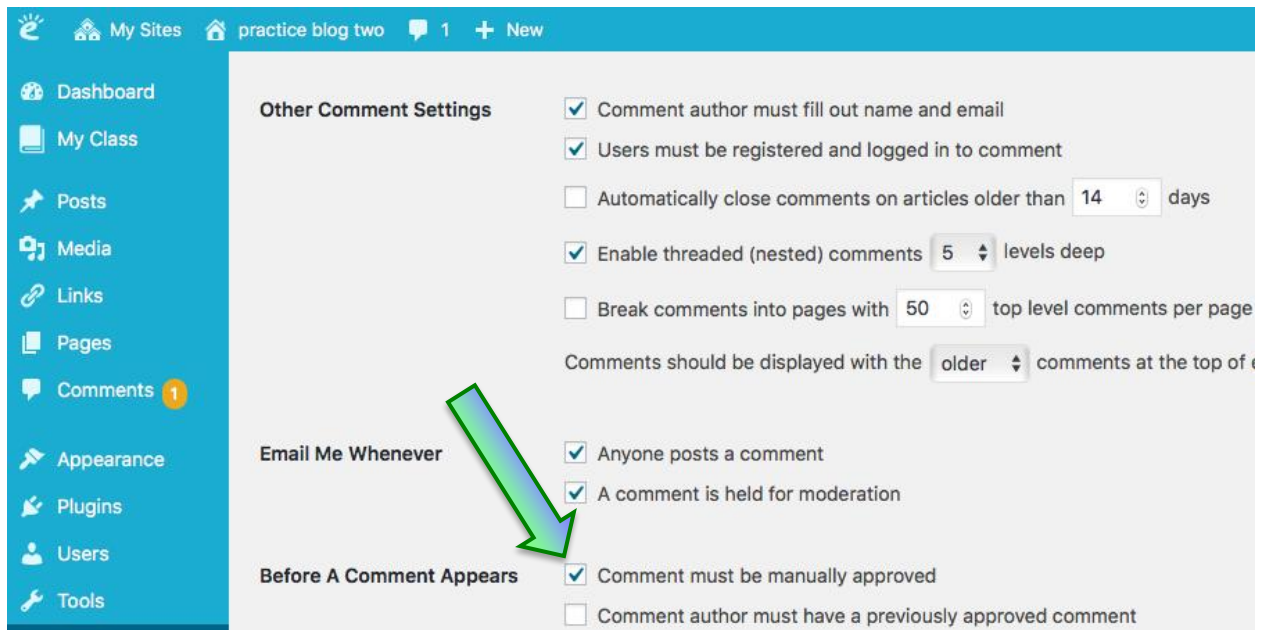 My Sites practice blog two 1 + New
Dashboard
My Class
Posts
Media
Links
Pages
Comments 1
Appearance
Plugins
Users
Tools
Other Comment Settings
Comment author must fill out name and email
Users must be registered and logged in to comment
Automatically close comments on articles older than 14 days
Enable threaded (nested) comments 5 levels deep
Break comments into pages with 50 top level comments per page
Comments should be displayed with the older comments at the top of
Email Me Whenever
Anyone posts a comment
A comment is held for moderation
Before A Comment Appears
Comment must be manually approved
Comment author must have a previously approved comment